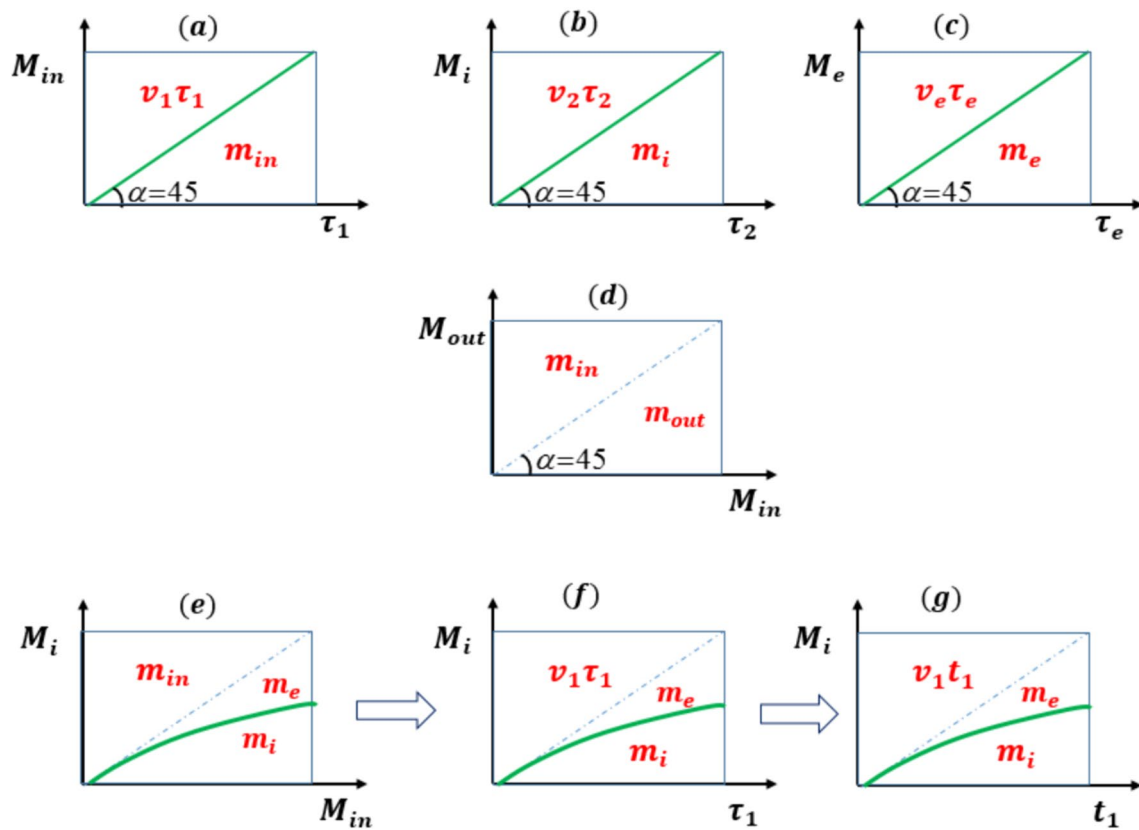 (a)
M_in
v_1τ_1
m_in
α=45
τ_1
(b)
M_i
v_2τ_2
m_i
α=45
τ_2
(c)
M_e
v_eτ_e
m_e
α=45
τ_e
(d)
M_out
m_in
m_out
α=45
M_in
(e)
M_i
m_in
m_e
m_i
M_in
(f)
M_i
v_1τ_1
m_e
m_i
τ_1
(g)
M_i
v_1t_1
m_e
m_i
t_1